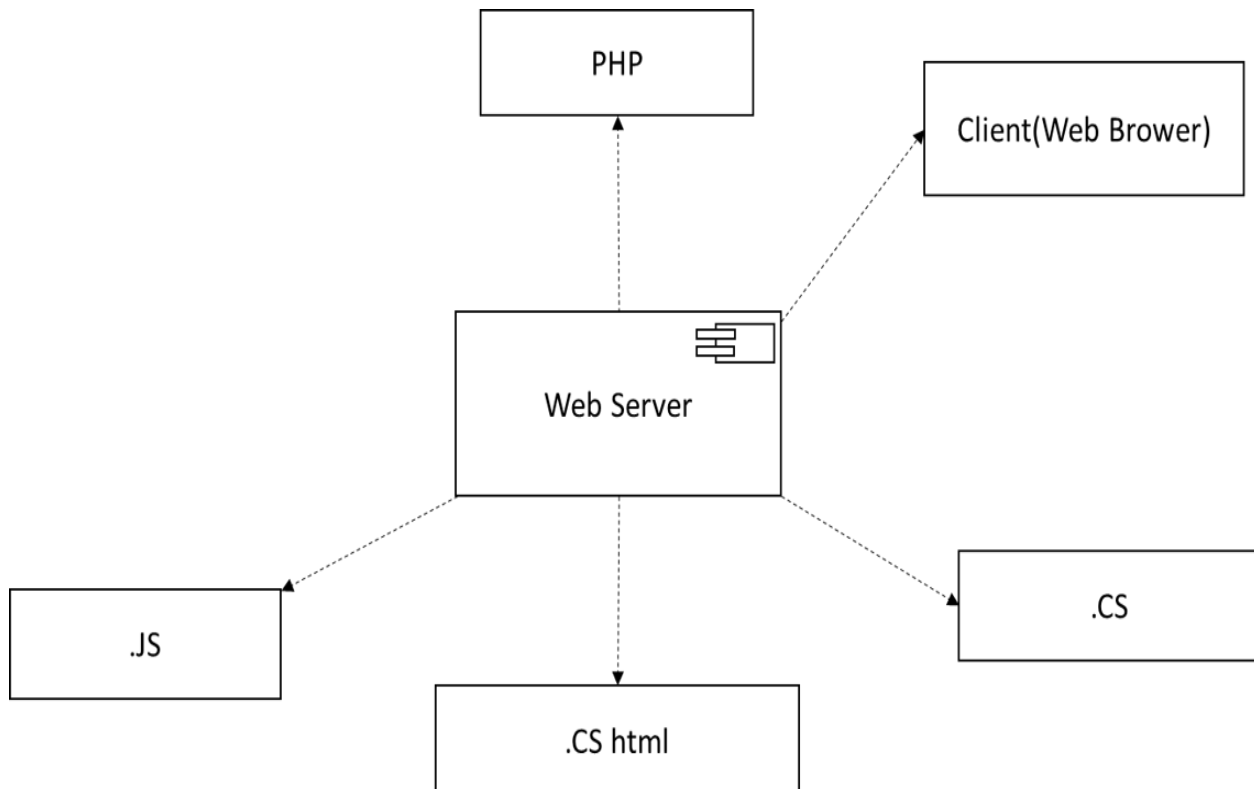 PHP
Client(Web Brower)
Web Server
.CS
.JS
.CS html